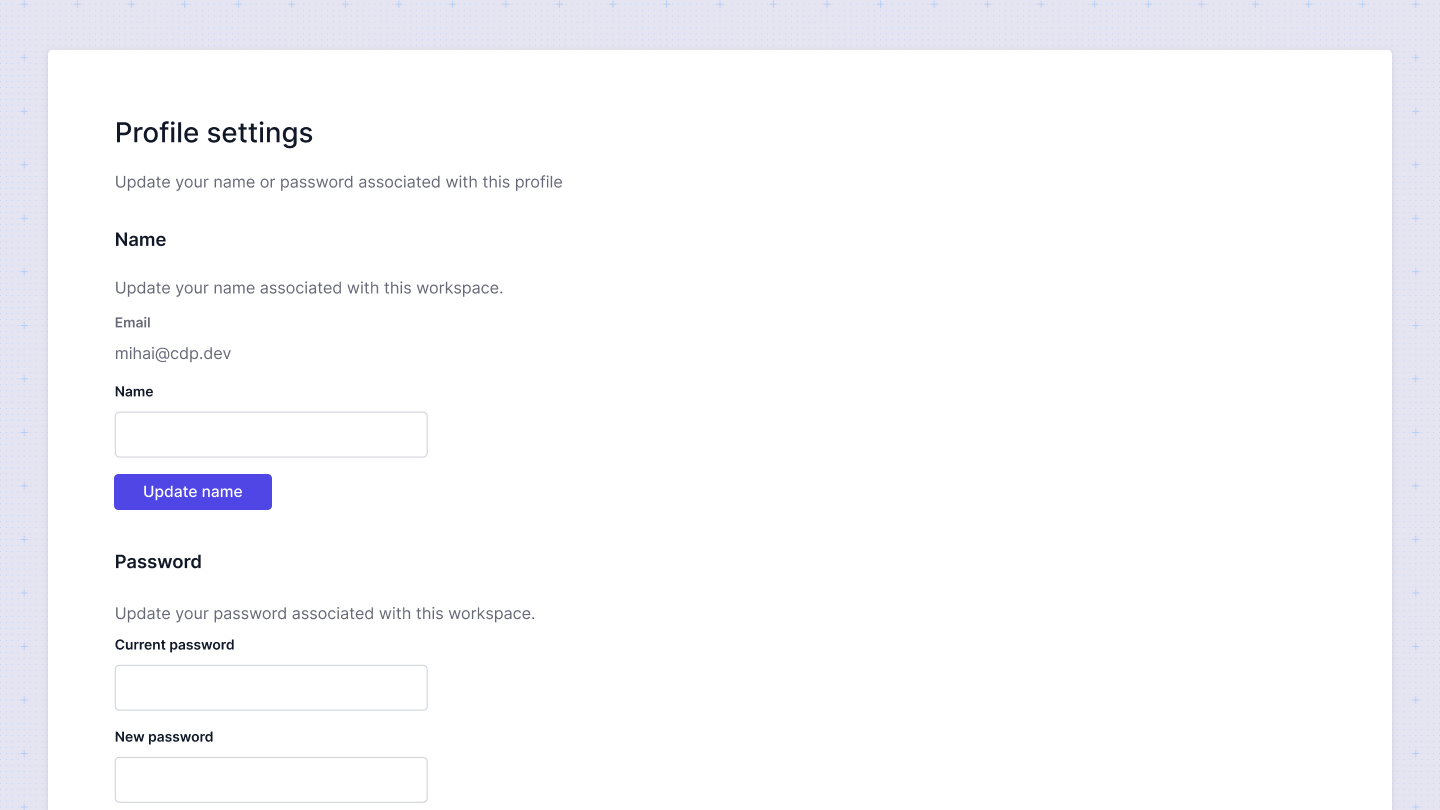 Profile settings
Update your name or password associated with this profile
Name
Update your name associated with this workspace.
Email
mihai@cdp.dev
Name
Update name
Password
Update your password associated with this workspace.
Current password
New password